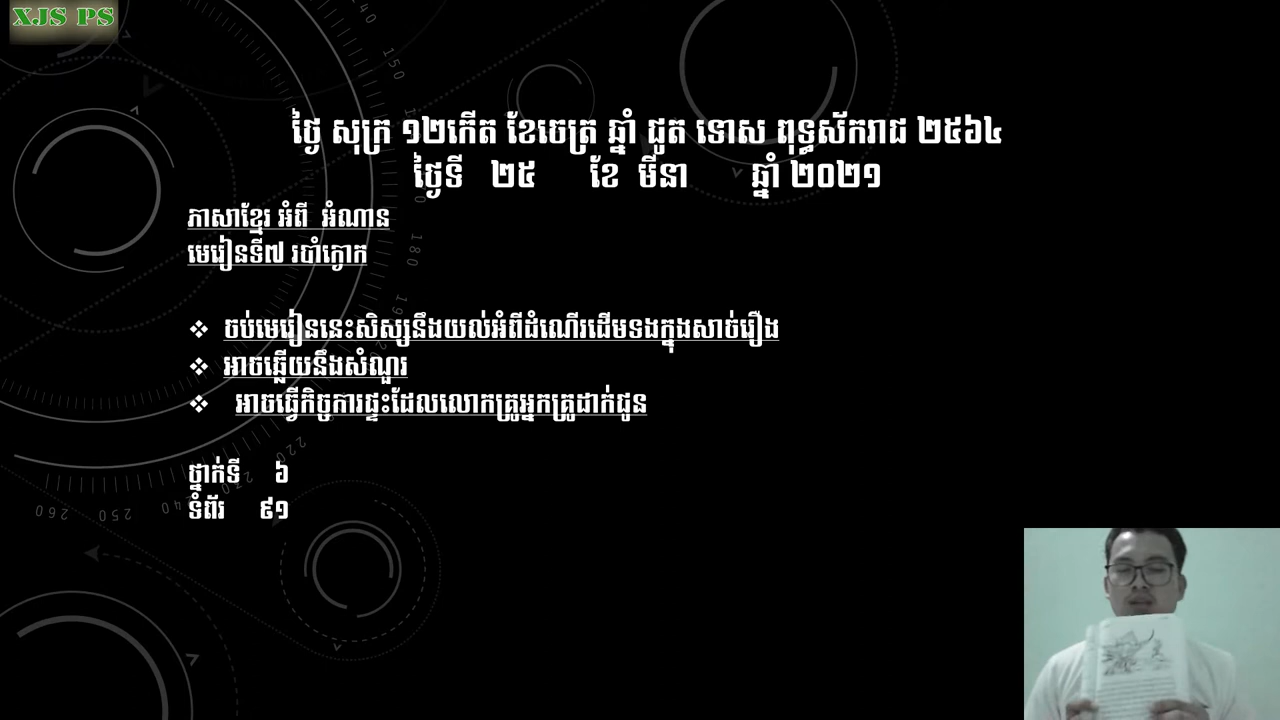 XJS PS
ថ្ងៃ សុក្រ ១២កើត ខែចេត្រ ឆ្នាំ ជូត ទោស ពុទ្ធស័ករាជ ២៥៦៤
ថ្ងៃទី ២៥ ខែ មីនា ឆ្នាំ ២០២១
ភាសាខ្មែរ អំពី អំណាន
មេរៀនទី៧ របាំក្ងោក
❖ ចប់មេរៀននេះសិស្សនឹងយល់អំពីដំណើរដើមទងក្នុងសាច់រឿង
❖ អាចឆ្លើយនឹងសំណួរ
❖ អាចធ្វើកិច្ចការផ្ទះដែលលោកគ្រូអ្នកគ្រូដាក់ជូន
ថ្នាក់ទី ៦
ទំព័រ ៩១